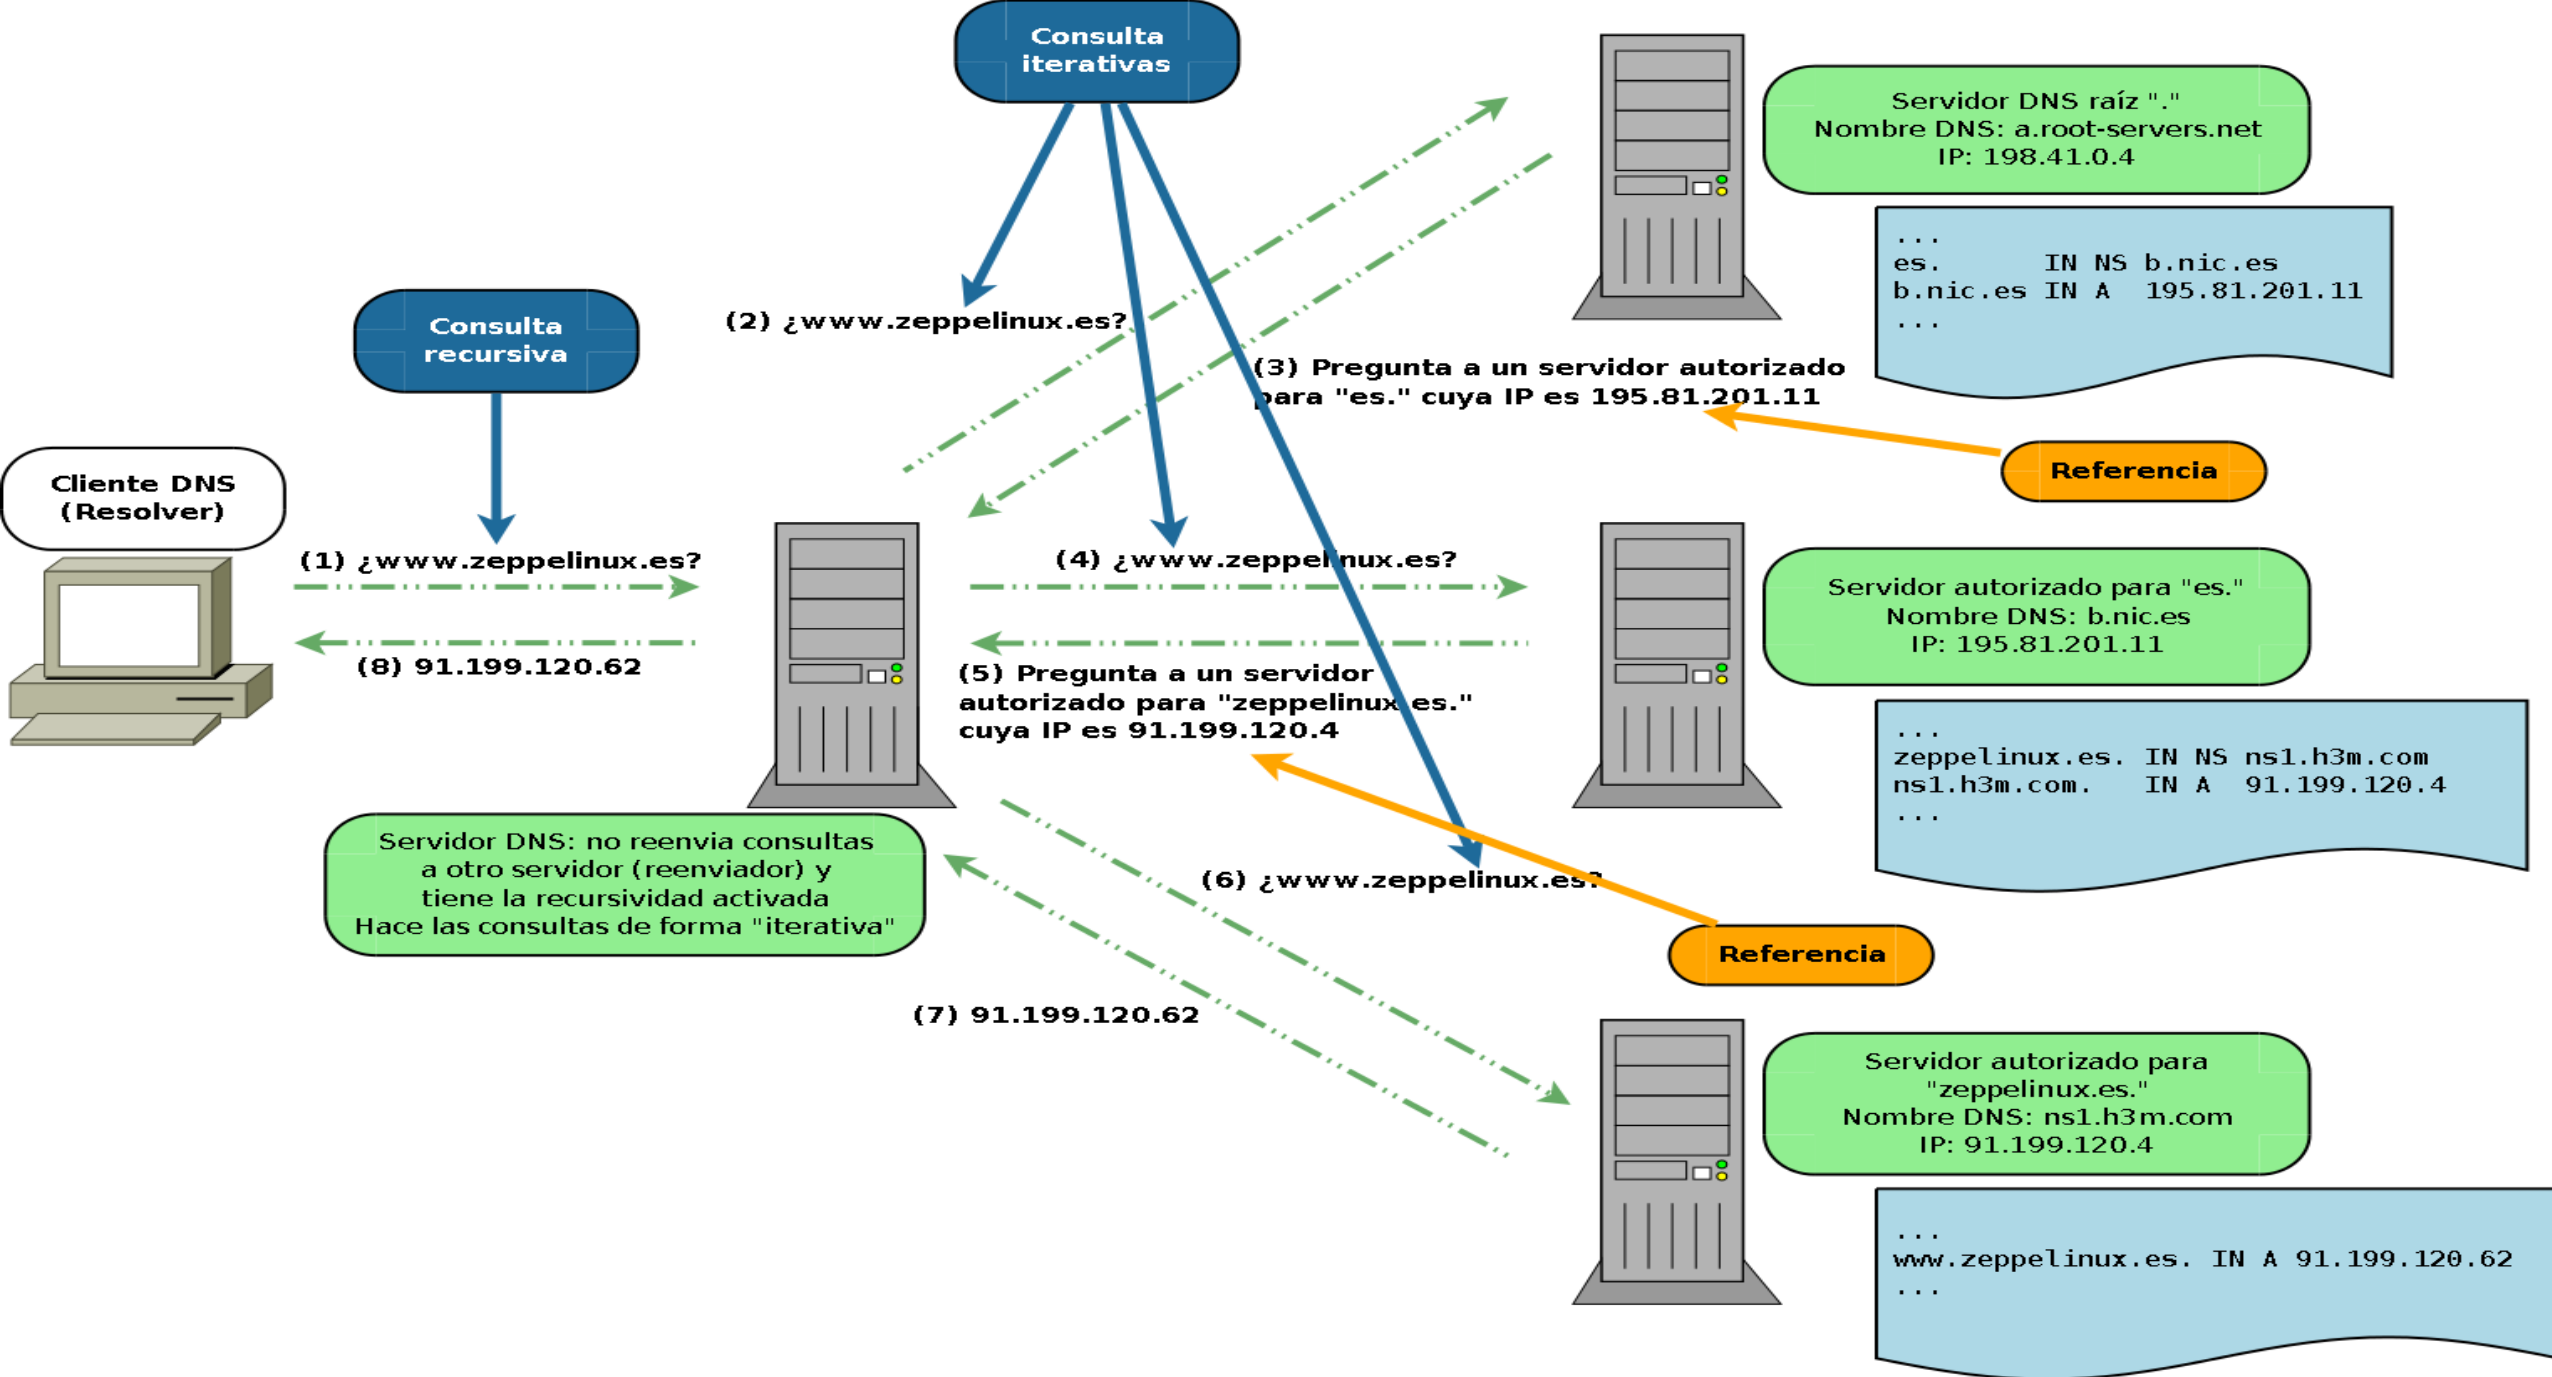 Consulta
iterativas
Servidor DNS raíz "."
Nombre DNS: a.root-servers.net
IP: 198.41.0.4
...
es.      IN NS b.nic.es
b.nic.es IN A  195.81.201.11
...
Consulta
recursiva
(2) ¿www.zeppelinux.es?
(3) Pregunta a un servidor autorizado
para "es." cuya IP es 195.81.201.11
Referencia
Cliente DNS
(Resolver)
(1) ¿www.zeppelinux.es?
(8) 91.199.120.62
(4) ¿www.zeppelinux.es?
(5) Pregunta a un servidor
autorizado para "zeppelinux.es."
cuya IP es 91.199.120.4
Servidor autorizado para "es."
Nombre DNS: b.nic.es
IP: 195.81.201.11
...
zeppelinux.es. IN NS ns1.h3m.com
ns1.h3m.com.   IN A  91.199.120.4
...
Servidor DNS: no reenvia consultas
a otro servidor (reenviador) y
tiene la recursividad activada
Hace las consultas de forma "iterativa"
(6) ¿www.zeppelinux.es?
Referencia
(7) 91.199.120.62
Servidor autorizado para
"zeppelinux.es."
Nombre DNS: ns1.h3m.com
IP: 91.199.120.4
...
www.zeppelinux.es. IN A 91.199.120.62
...